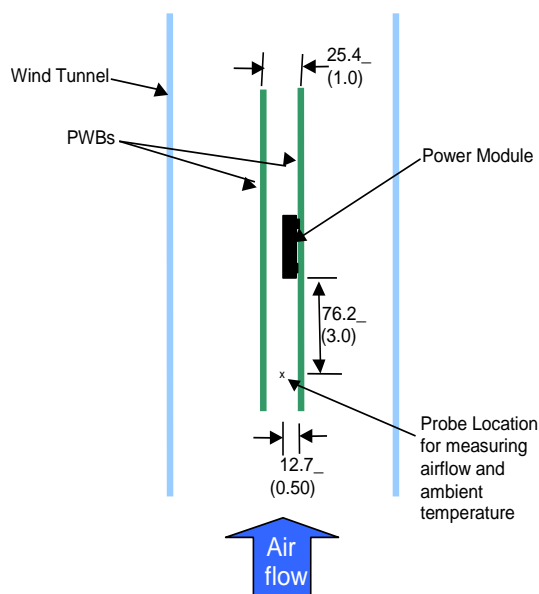 25.4_
(1.0)
Wind Tunnel
PWBs
Power Module
76.2_
(3.0)
x
Probe Location
for measuring
airflow and
ambient
temperature
12.7_
(0.50)
Air
flow